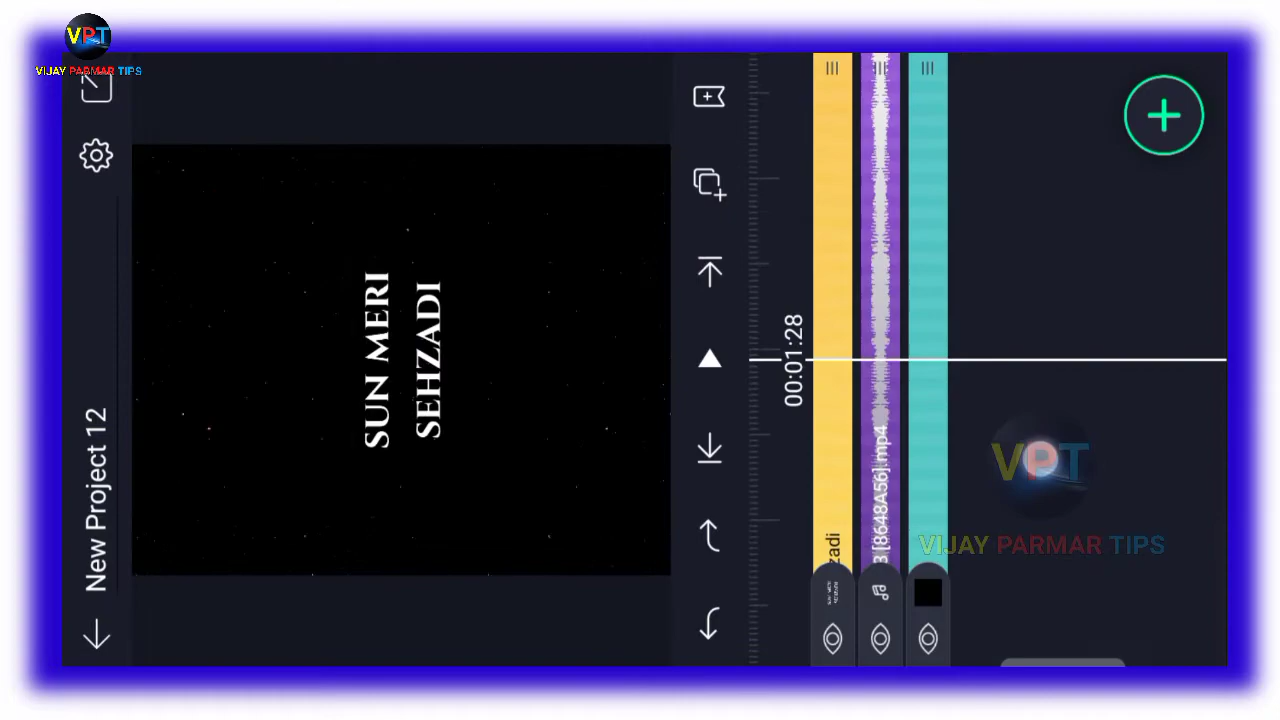 VPT
VIJAY PARMAR TIPS
New Project 12
SUN MERI
SEHZADI
00:01:28
zadi
3 [8648A56].mp4
VPT
VIJAY PARMAR TIPS